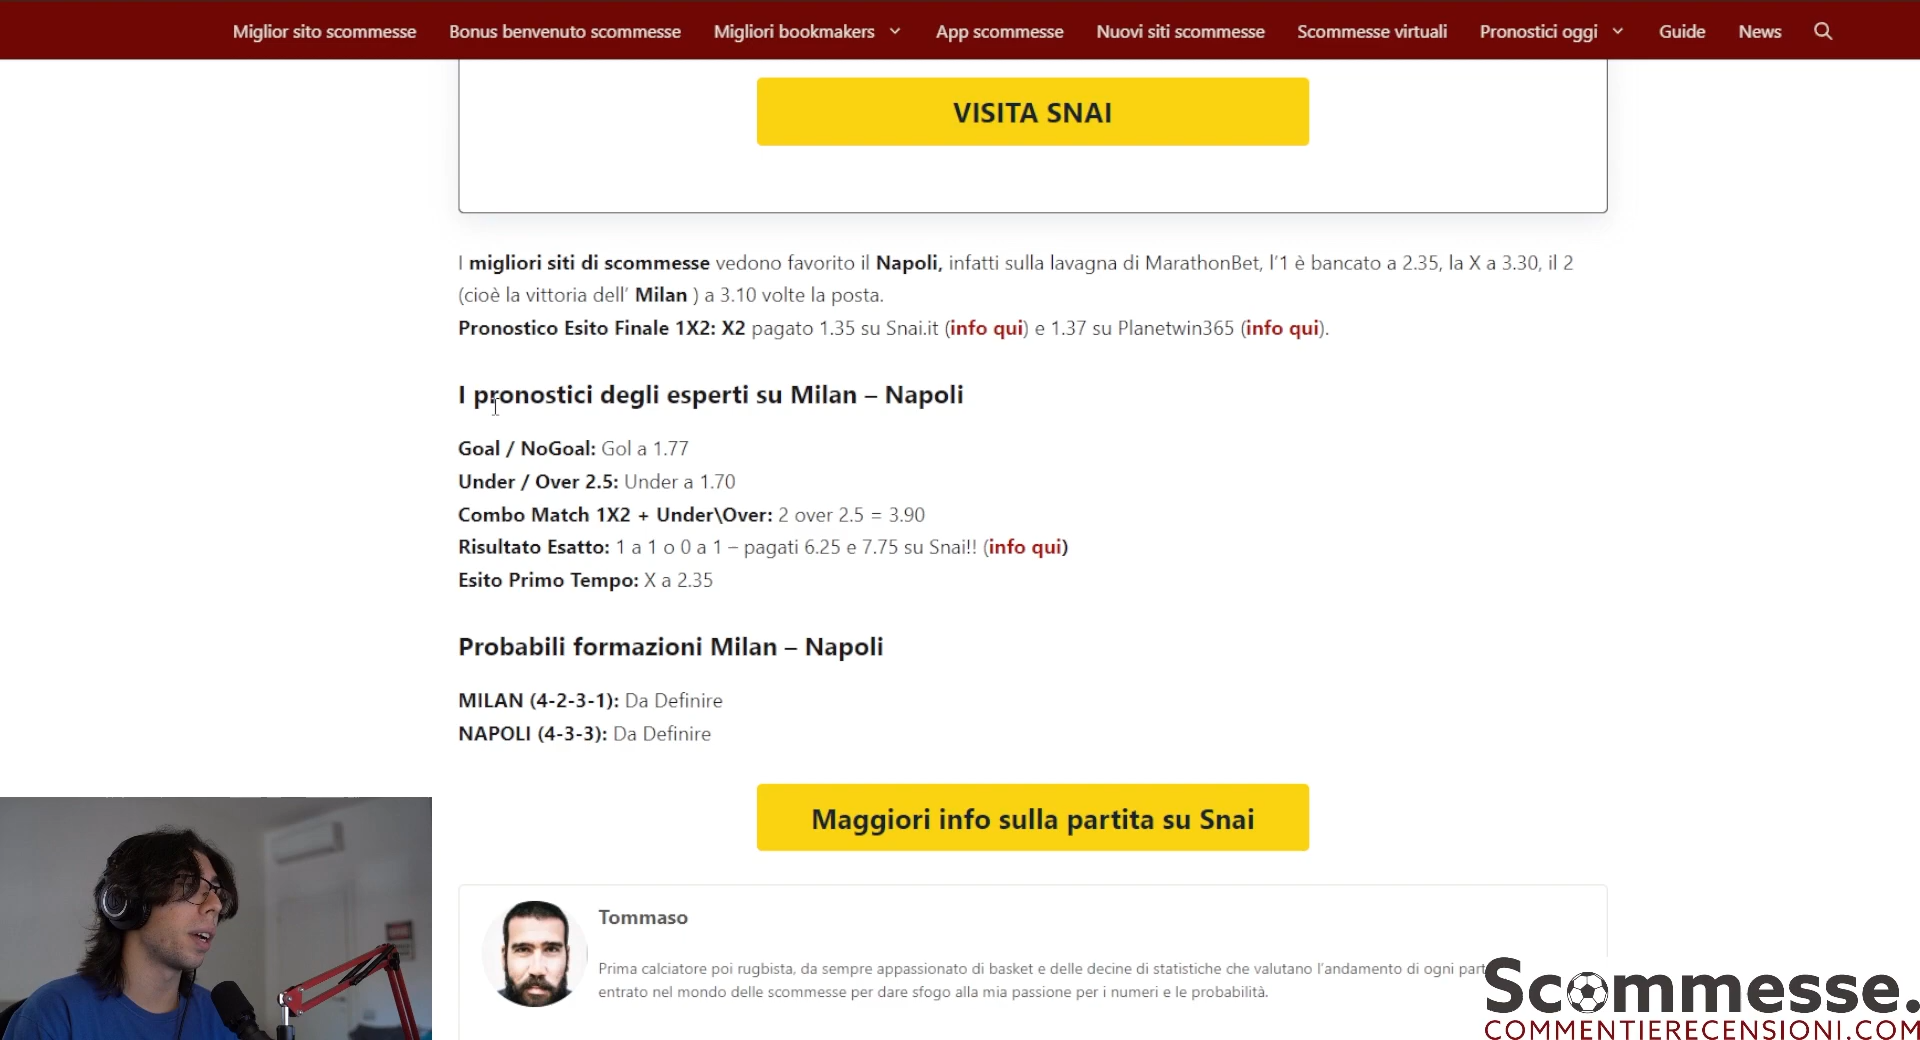 Miglior sito scommesse Bonus benvenuto scommesse Migliori bookmakers App scommesse Nuovi siti scommesse Scommesse virtuali Pronostici oggi Guide News
VISITA SNAI
I migliori siti di scommesse vedono favorito il Napoli, infatti sulla lavagna di MarathonBet, l'1 è bancato a 2.35, la X a 3.30, il 2
(cioè la vittoria dell' Milan ) a 3.10 volte la posta.
Pronostico Esito Finale 1X2: X2 pagato 1.35 su Snai.it (info qui) e 1.37 su Planetwin365 (info qui).
I pronostici degli esperti su Milan – Napoli
Goal / NoGoal: Gol a 1.77
Under / Over 2.5: Under a 1.70
Combo Match 1X2 + Under\Over: 2 over 2.5 = 3.90
Risultato Esatto: 1 a 1 o 0 a 1 – pagati 6.25 e 7.75 su Snai!! (info qui)
Esito Primo Tempo: X a 2.35
Probabili formazioni Milan – Napoli
MILAN (4-2-3-1): Da Definire
NAPOLI (4-3-3): Da Definire
Maggiori info sulla partita su Snai
Tommaso
Prima calciatore poi rugbista, da sempre appassionato di basket e delle decine di statistiche che valutano l'andamento di ogni
entrato nel mondo delle scommesse per dare sfogo alla mia passione per i numeri e le probabilità.
Scommesse.
COMMENTIERECENSIONI.COM